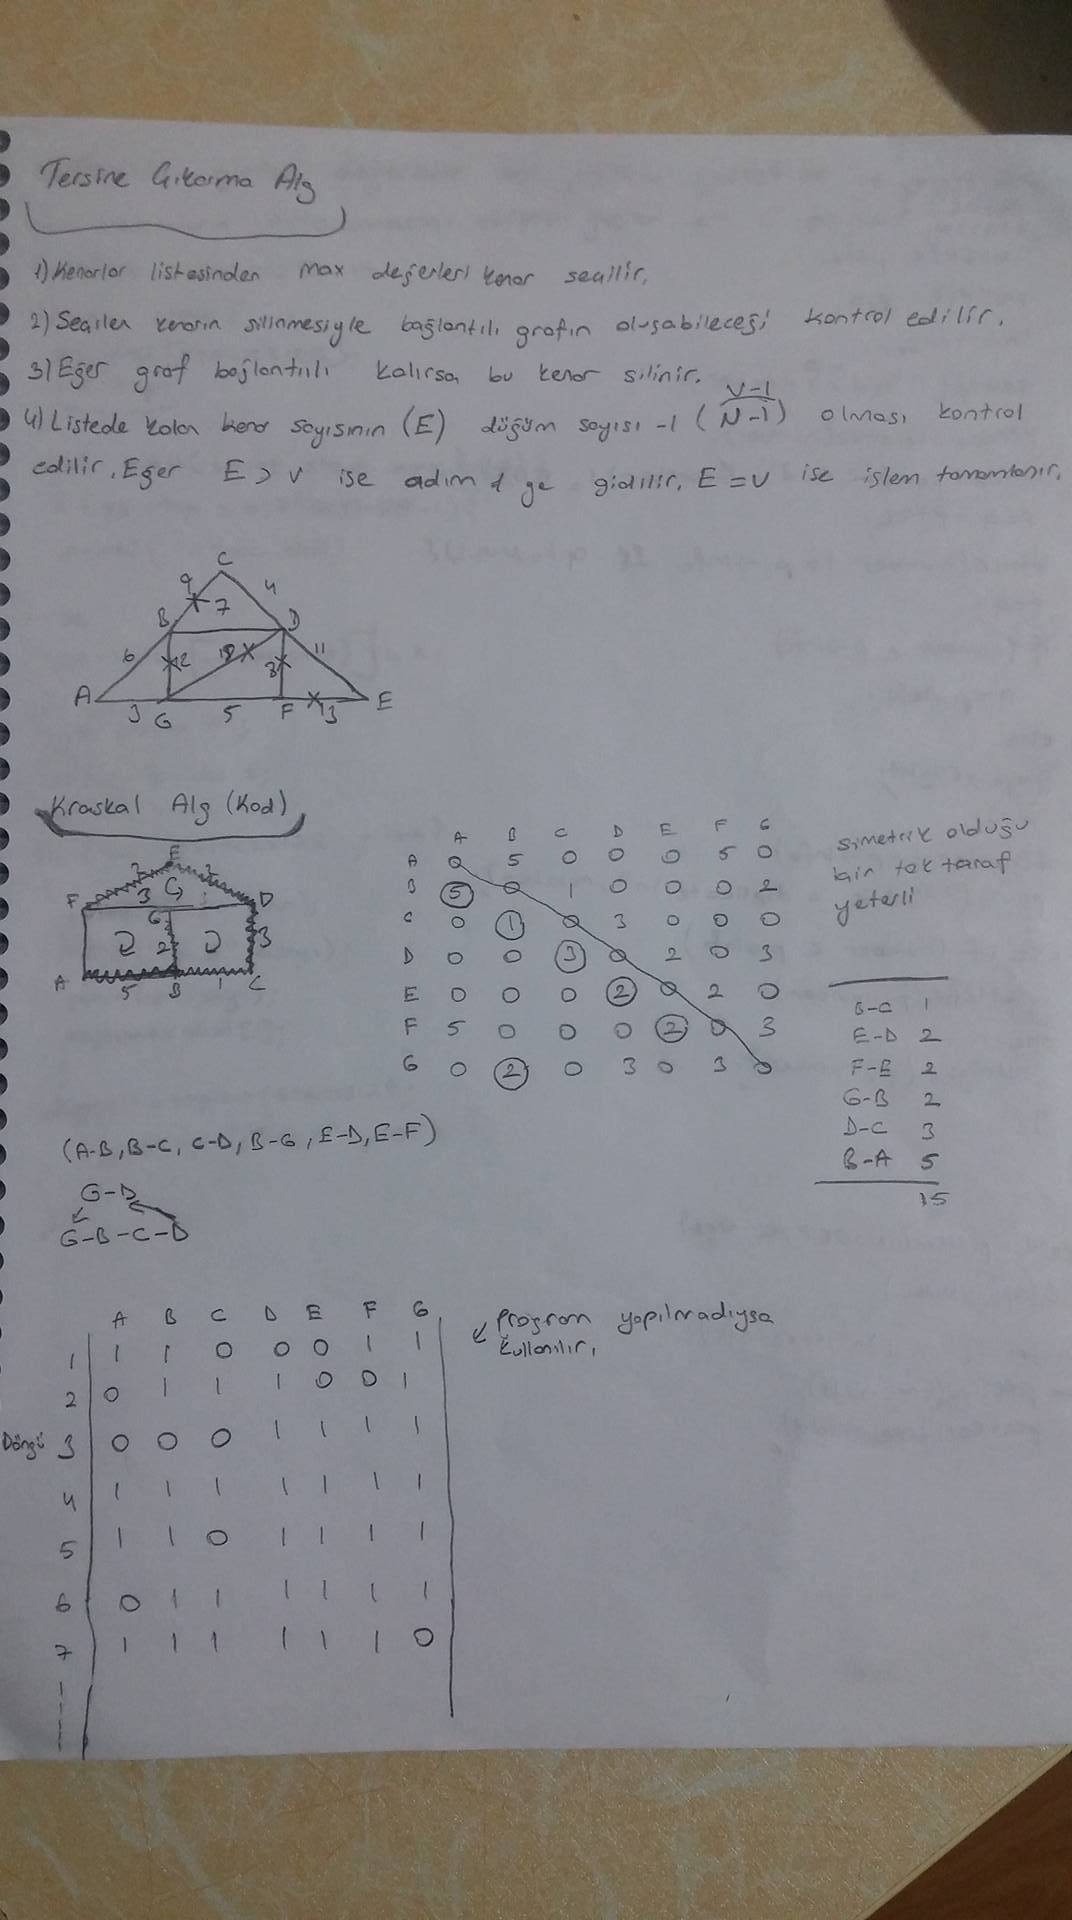 Tersine Çıkarma Alg
1) Kenarlar listesinden max değerleri kenar seçilir.
2) Seçilen kenarın silinmesiyle bağlantılı grafın oluşabileceği kontrol edilir.
3) Eğer graf bağlantılı kalırsa bu kenar silinir.
V-1
4) Listede kalan kenar sayısının (E) düğüm sayısı -1 (N-1) olması kontrol
edilir. Eğer E > V ise adım 1 ye gidilir. E = V ise işlem tamamlanır.
C
9 4
7
B D
6 12 11
A 3 G 5 F 13 E
Kraskal Alg (Kod)
E
2 2
F 3 G D
6 2 3
A 5 B 1 C
A B C D E F G
A 0 5 0 0 0 5 0
B 5 0 1 0 0 0 2
C 0 1 0 3 0 0 0
D 0 0 3 0 2 0 3
E 0 0 0 2 0 2 0
F 5 0 0 0 2 0 3
G 0 2 0 3 0 3 0
simetrik olduğu
için tek taraf
yeterli
B-C 1
E-D 2
F-E 2
G-B 2
D-C 3
B-A 5
15
(A-B, B-C, C-D, B-G, E-D, E-F)
G-D
G-B-C-D
A B C D E F G
1 1 1 0 0 0 1 1
2 0 1 1 1 0 0 1
Döngü 3 0 0 0 1 1 1 1
4 1 1 1 1 1 1 1
5 1 1 0 1 1 1 1
6 0 1 1 1 1 1 1
7 1 1 1 1 1 1 0
Program yapılmadıysa
kullanılır.